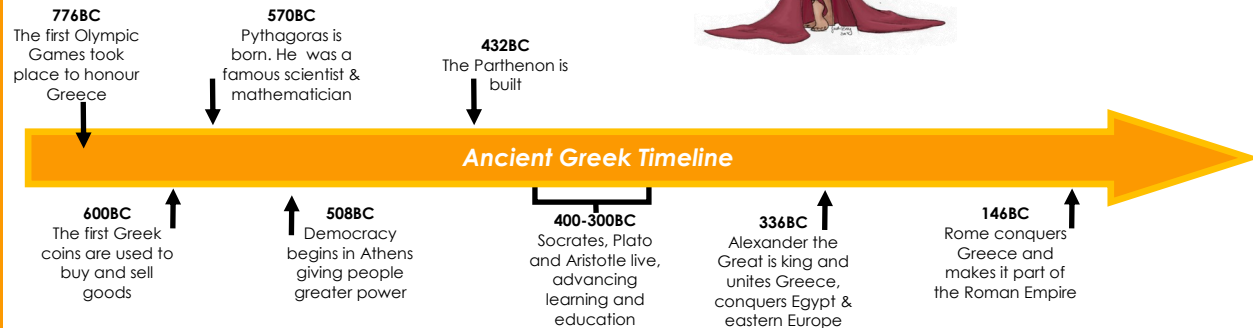 776BC
The first Olympic
Games took
place to honour
Greece
570BC
Pythagoras is
born. He was a
famous scientist &
mathematician
432BC
The Parthenon is
built
Ancient Greek Timeline
600BC
The first Greek
coins are used to
buy and sell
goods
508BC
Democracy
begins in Athens
giving people
greater power
400-300BC
Socrates, Plato
and Aristotle live,
advancing
learning and
education
336BC
Alexander the
Great is king and
unites Greece,
conquers Egypt &
eastern Europe
146BC
Rome conquers
Greece and
makes it part of
the Roman Empire